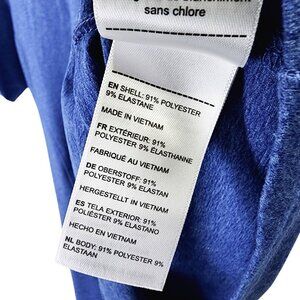 sans chlore
EN SHELL: 91% POLYESTER
9% ELASTANE
MADE IN VIETNAM
FR EXTÉRIEUR: 91%
POLYESTER 9% ÉLASTHANNE
FABRIQUÉ AU VIETNAM
DE OBERSTOFF: 91%
POLYESTER 9% ELASTAN
HERGESTELLT IN VIETNAM
ES TELA EXTERIOR: 91%
POLIÉSTER 9% ELASTANO
HECHO EN VIETNAM
NL BODY: 91% POLYESTER 9%
ELASTAAN